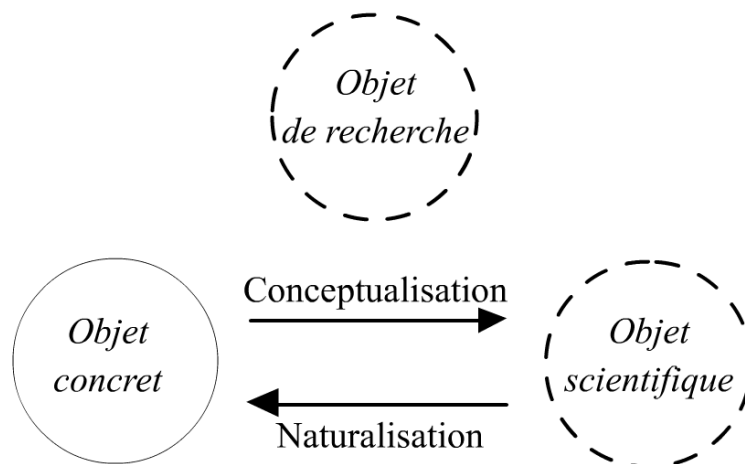 Objet
de recherche
Conceptualisation
Objet
concret
Objet
scientifique
Naturalisation